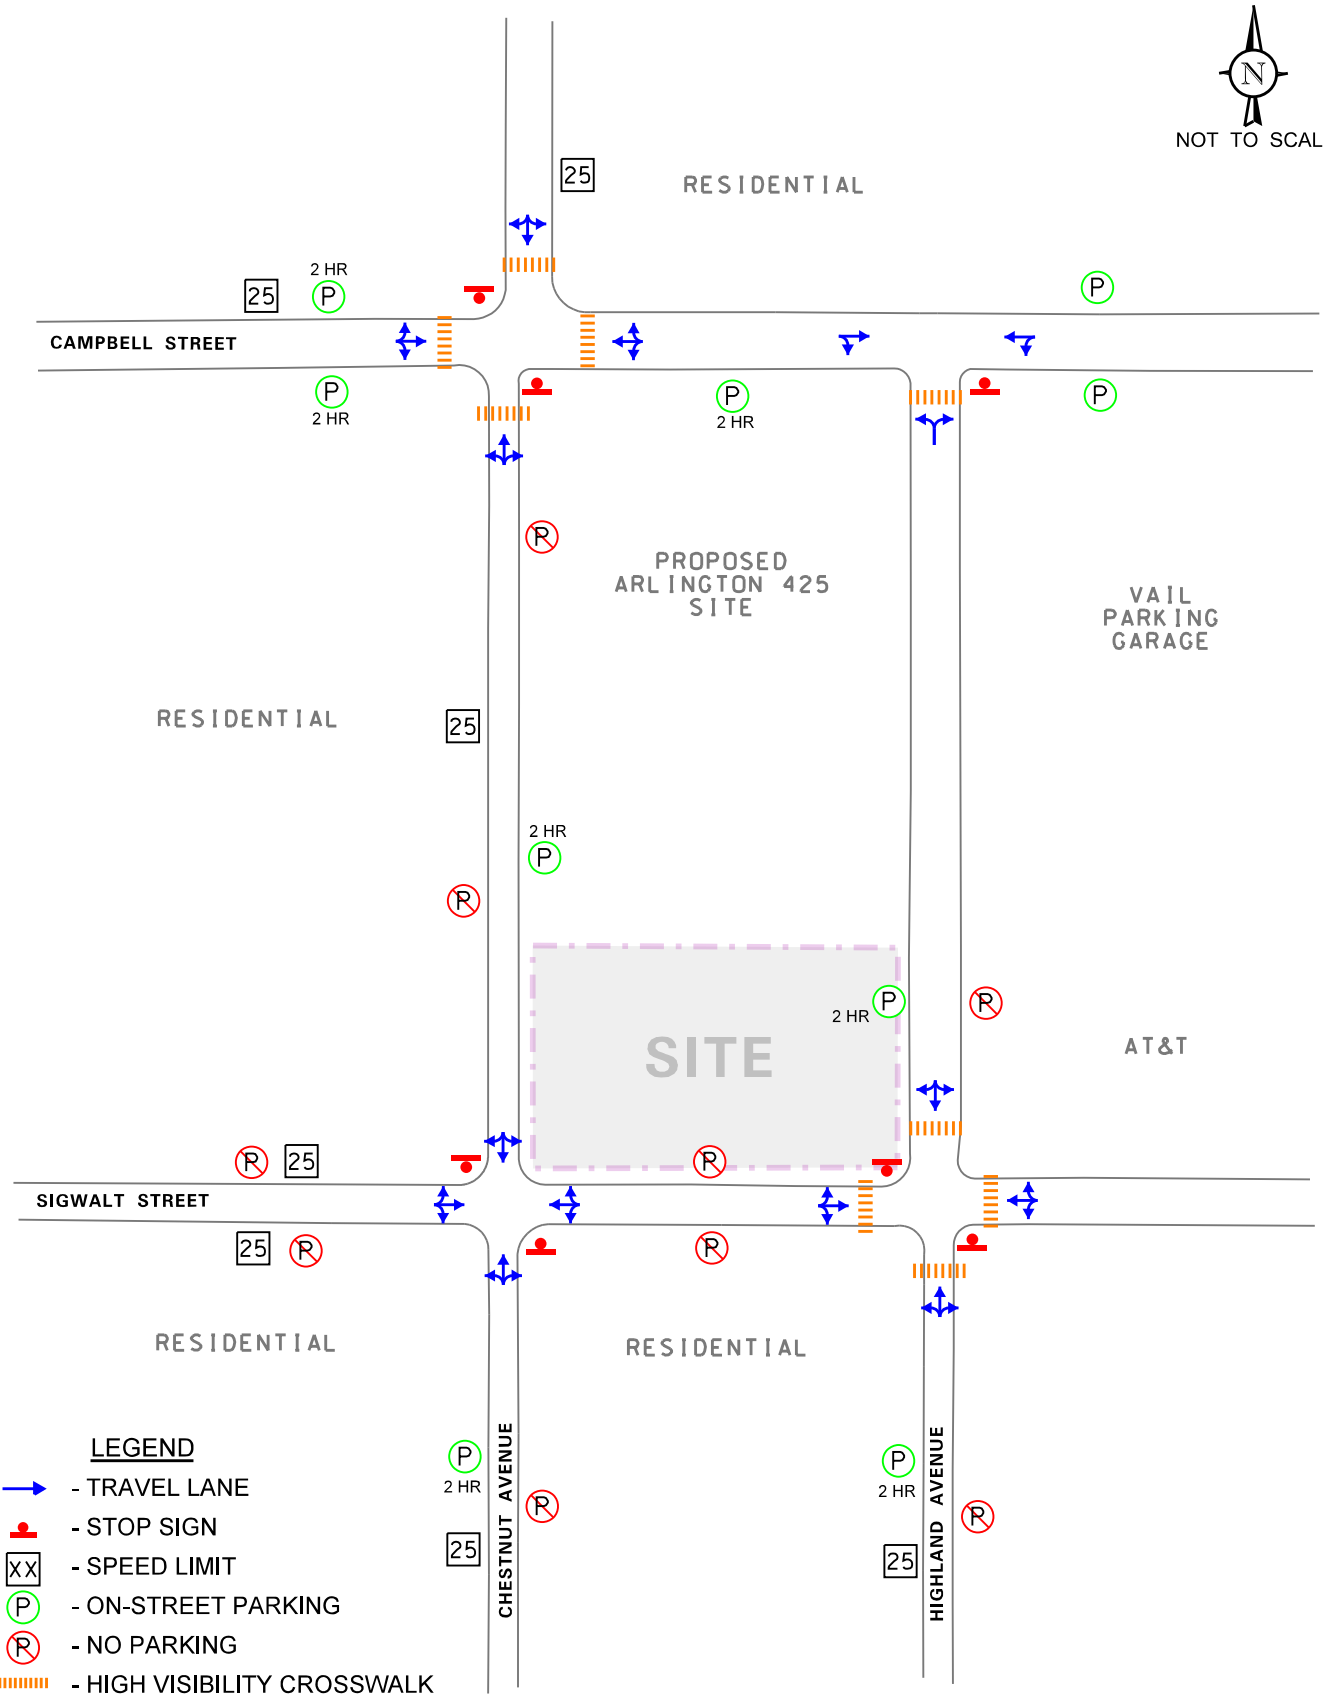 N
NOT TO SCAL
25
RESIDENTIAL
2 HR
25
P
P
CAMPBELL STREET
P
2 HR
P
2 HR
P
P
PROPOSED
ARLINGTON 425
SITE
VAIL
PARKING
GARAGE
RESIDENTIAL
25
2 HR
P
P
P
2 HR
P
SITE
AT&T
P
25
P
SIGWALT STREET
25
P
P
RESIDENTIAL
RESIDENTIAL
P
2 HR
25
CHESTNUT AVENUE
P
P
2 HR
25
HIGHLAND AVENUE
P
LEGEND
- TRAVEL LANE
- STOP SIGN
XX - SPEED LIMIT
P - ON-STREET PARKING
P - NO PARKING
- HIGH VISIBILITY CROSSWALK